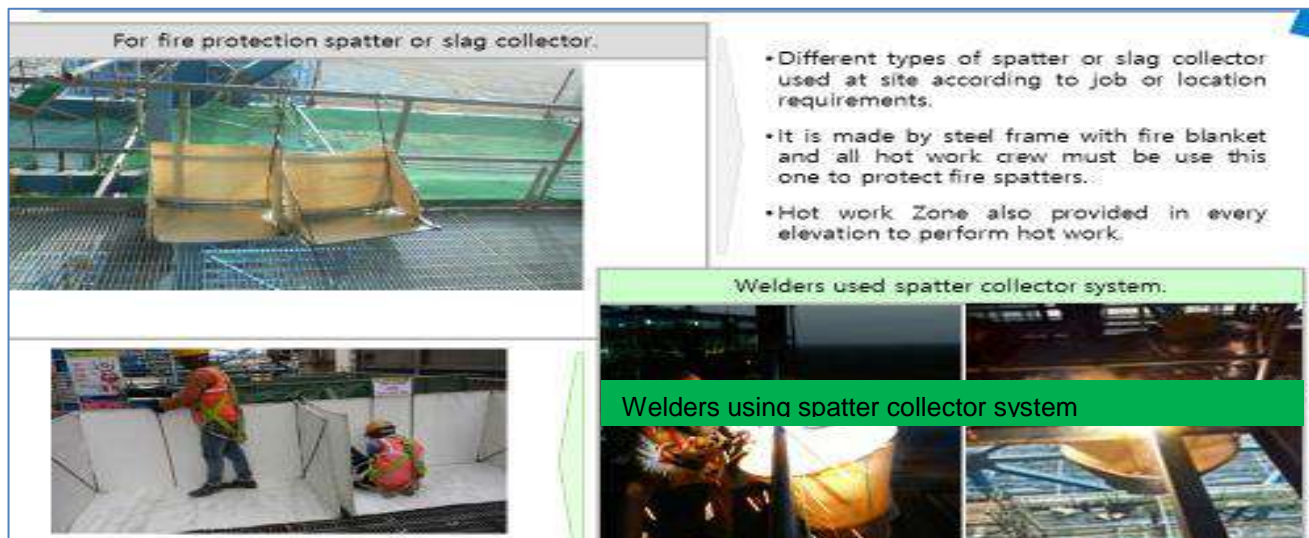 For fire protection spatter or slag collector.
• Different types of spatter or slag collector
used at site according to job or location
requirements.
• It is made by steel frame with fire blanket
and all hot work crew must be use this
one to protect fire spatters.
• Hot work Zone also provided in every
elevation to perform hot work.
Welders used spatter collector system.
Welders using spatter collector system